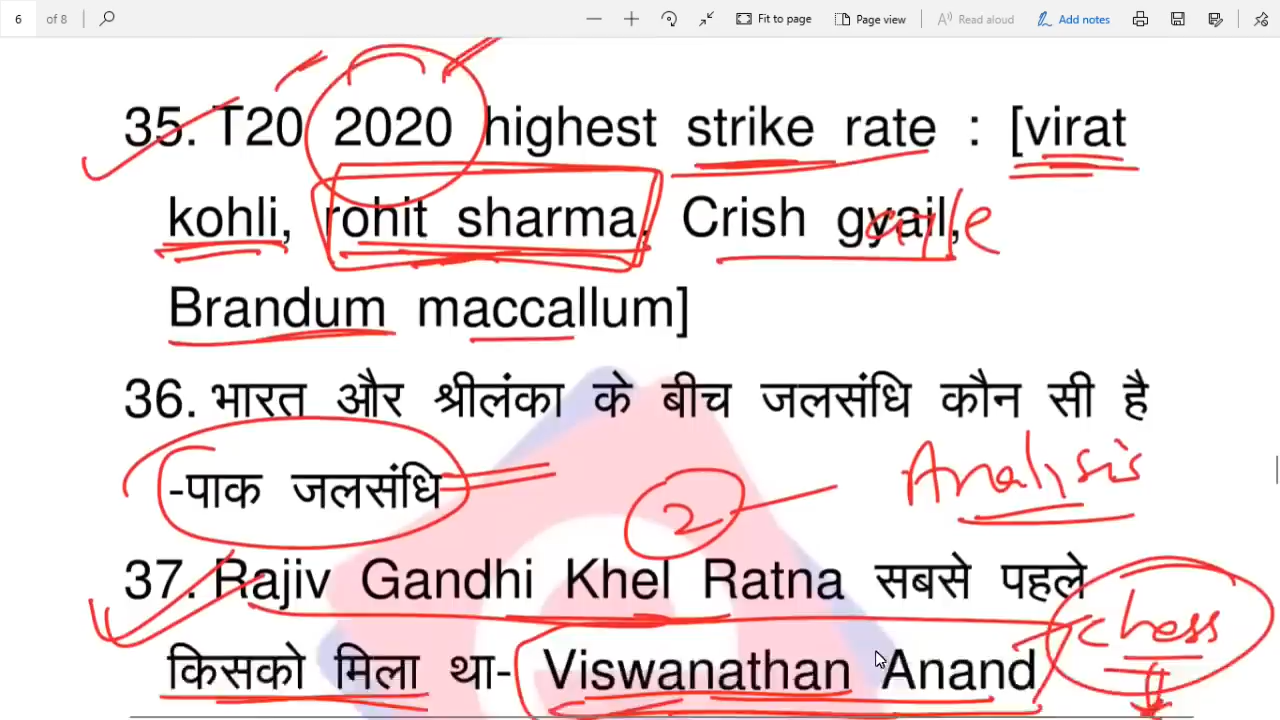 6 of 8 Fit to page Page view Read aloud Add notes
35. T20 2020 highest strike rate : [virat
kohli, rohit sharma, Crish gyail,
ayle
Brandum maccallum]
36. भारत और श्रीलंका के बीच जलसंधि कौन सी है
-पाक जलसंधि
Analysis
2
37. Rajiv Gandhi Khel Ratna सबसे पहले
chess
किसको मिला था- Viswanathan Anand